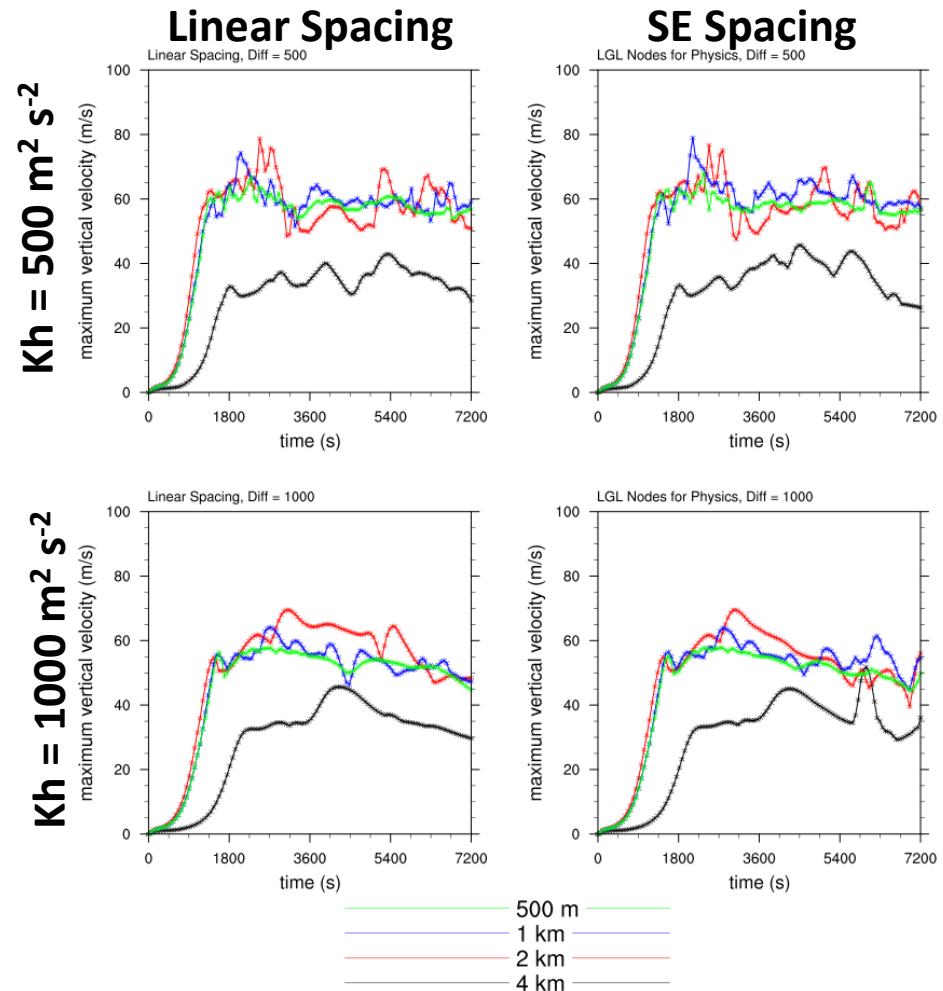 Linear Spacing
SE Spacing
Kh = 500 m² s⁻²
Linear Spacing, Diff = 500
maximum vertical velocity (m/s)
100
80
60
40
20
0
0 1800 3600 5400 7200
time (s)
LGL Nodes for Physics, Diff = 500
maximum vertical velocity (m/s)
100
80
60
40
20
0
0 1800 3600 5400 7200
time (s)
Kh = 1000 m² s⁻²
Linear Spacing, Diff = 1000
maximum vertical velocity (m/s)
100
80
60
40
20
0
0 1800 3600 5400 7200
time (s)
LGL Nodes for Physics, Diff = 1000
maximum vertical velocity (m/s)
100
80
60
40
20
0
0 1800 3600 5400 7200
time (s)
500 m
1 km
2 km
4 km